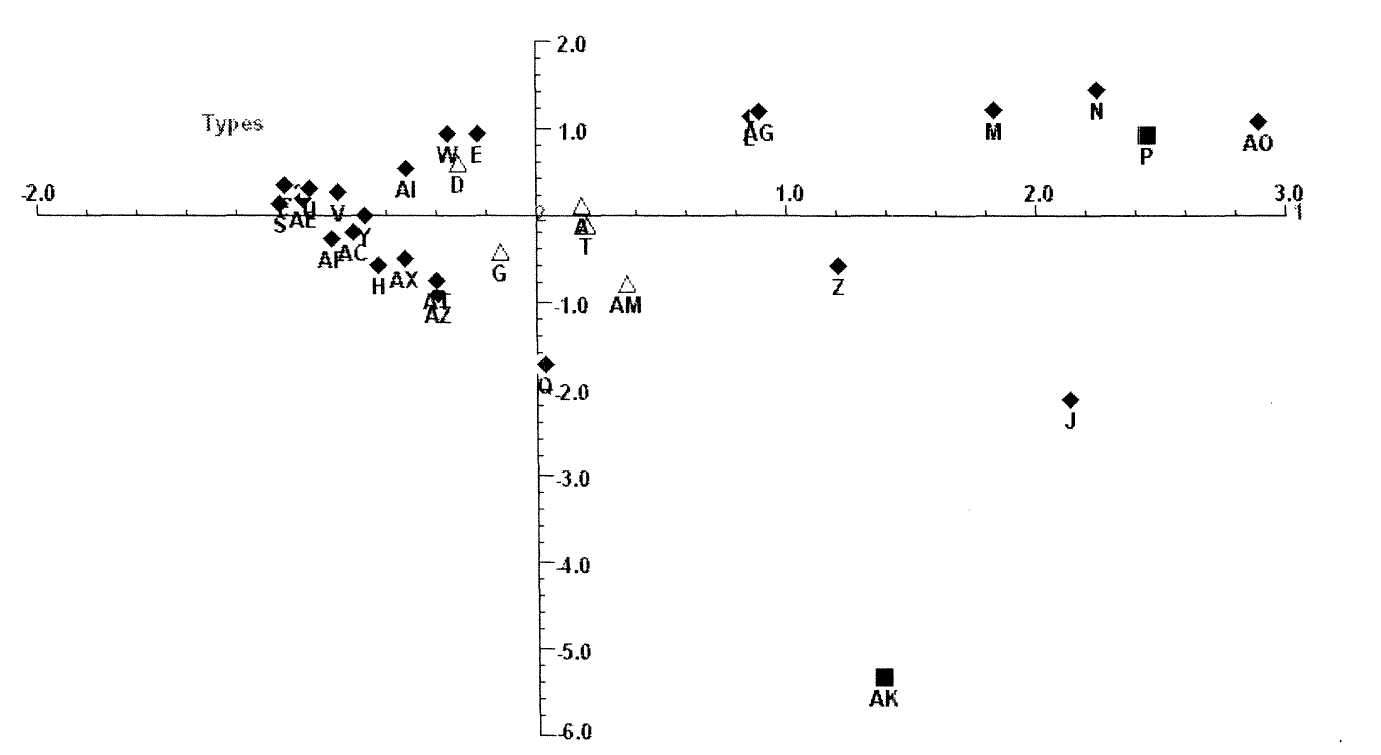 2.0
Types
1.0
N
W
E
AG
M
P
AO
D
AI
-2.0
1.0
2.0
3.0
1
U
V
S
AE
A
T
Y
AF
AC
G
H
AX
Z
-1.0
AM
AZ
Q
-2.0
J
-3.0
-4.0
-5.0
AK
-6.0